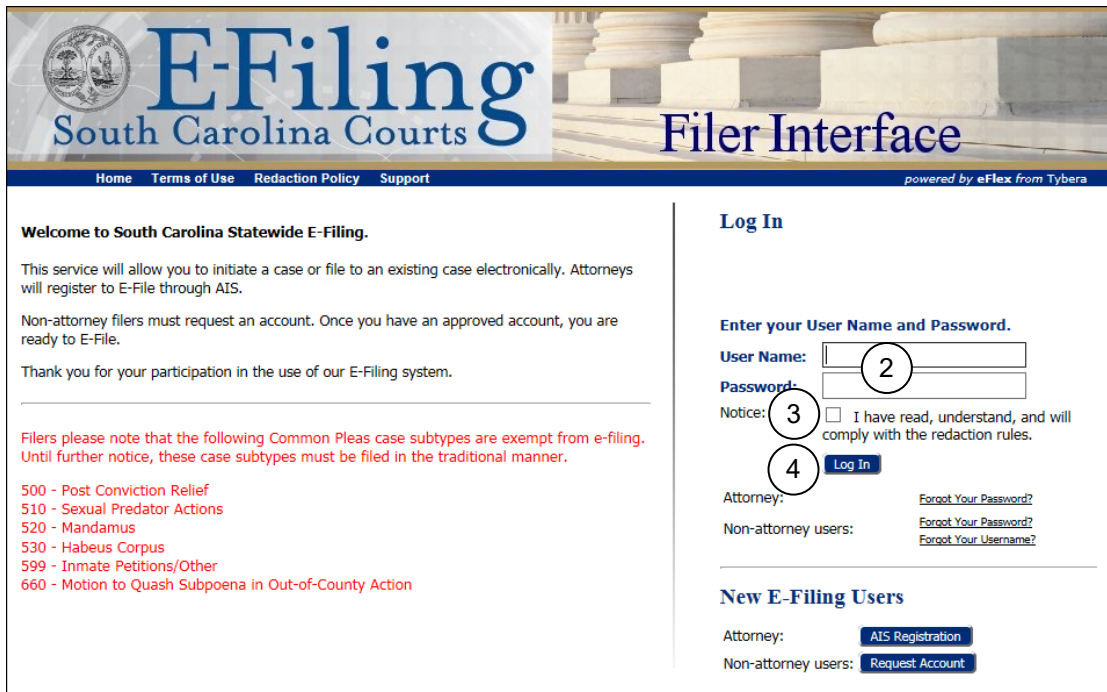 E-Filing
South Carolina Courts
Filer Interface
Home Terms of Use Redaction Policy Support
powered by eFlex from Tybera
Welcome to South Carolina Statewide E-Filing.
This service will allow you to initiate a case or file to an existing case electronically. Attorneys
will register to E-File through AIS.
Non-attorney filers must request an account. Once you have an approved account, you are
ready to E-File.
Thank you for your participation in the use of our E-Filing system.
Filers please note that the following Common Pleas case subtypes are exempt from e-filing.
Until further notice, these case subtypes must be filed in the traditional manner.
500 - Post Conviction Relief
510 - Sexual Predator Actions
520 - Mandamus
530 - Habeus Corpus
599 - Inmate Petitions/Other
660 - Motion to Quash Subpoena in Out-of-County Action
Log In
Enter your User Name and Password.
User Name:
2
Password:
Notice: 3 I have read, understand, and will
comply with the redaction rules.
4 Log In
Attorney: Forgot Your Password?
Non-attorney users: Forgot Your Password?
Forgot Your Username?
New E-Filing Users
Attorney: AIS Registration
Non-attorney users: Request Account